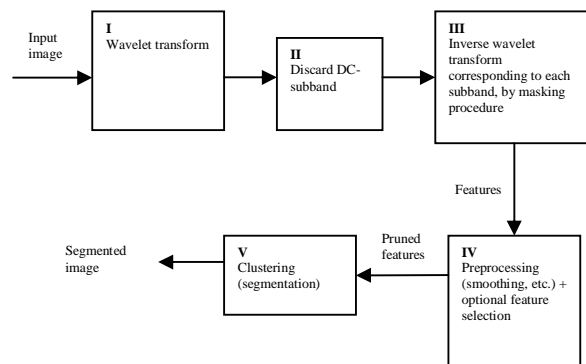 Input
image
I
Wavelet transform
II
Discard DC-
subband
III
Inverse wavelet
transform
corresponding to each
subband, by masking
procedure
Features
IV
Preprocessing
(smoothing, etc.) +
optional feature
selection
Pruned
features
V
Clustering
(segmentation)
Segmented
image